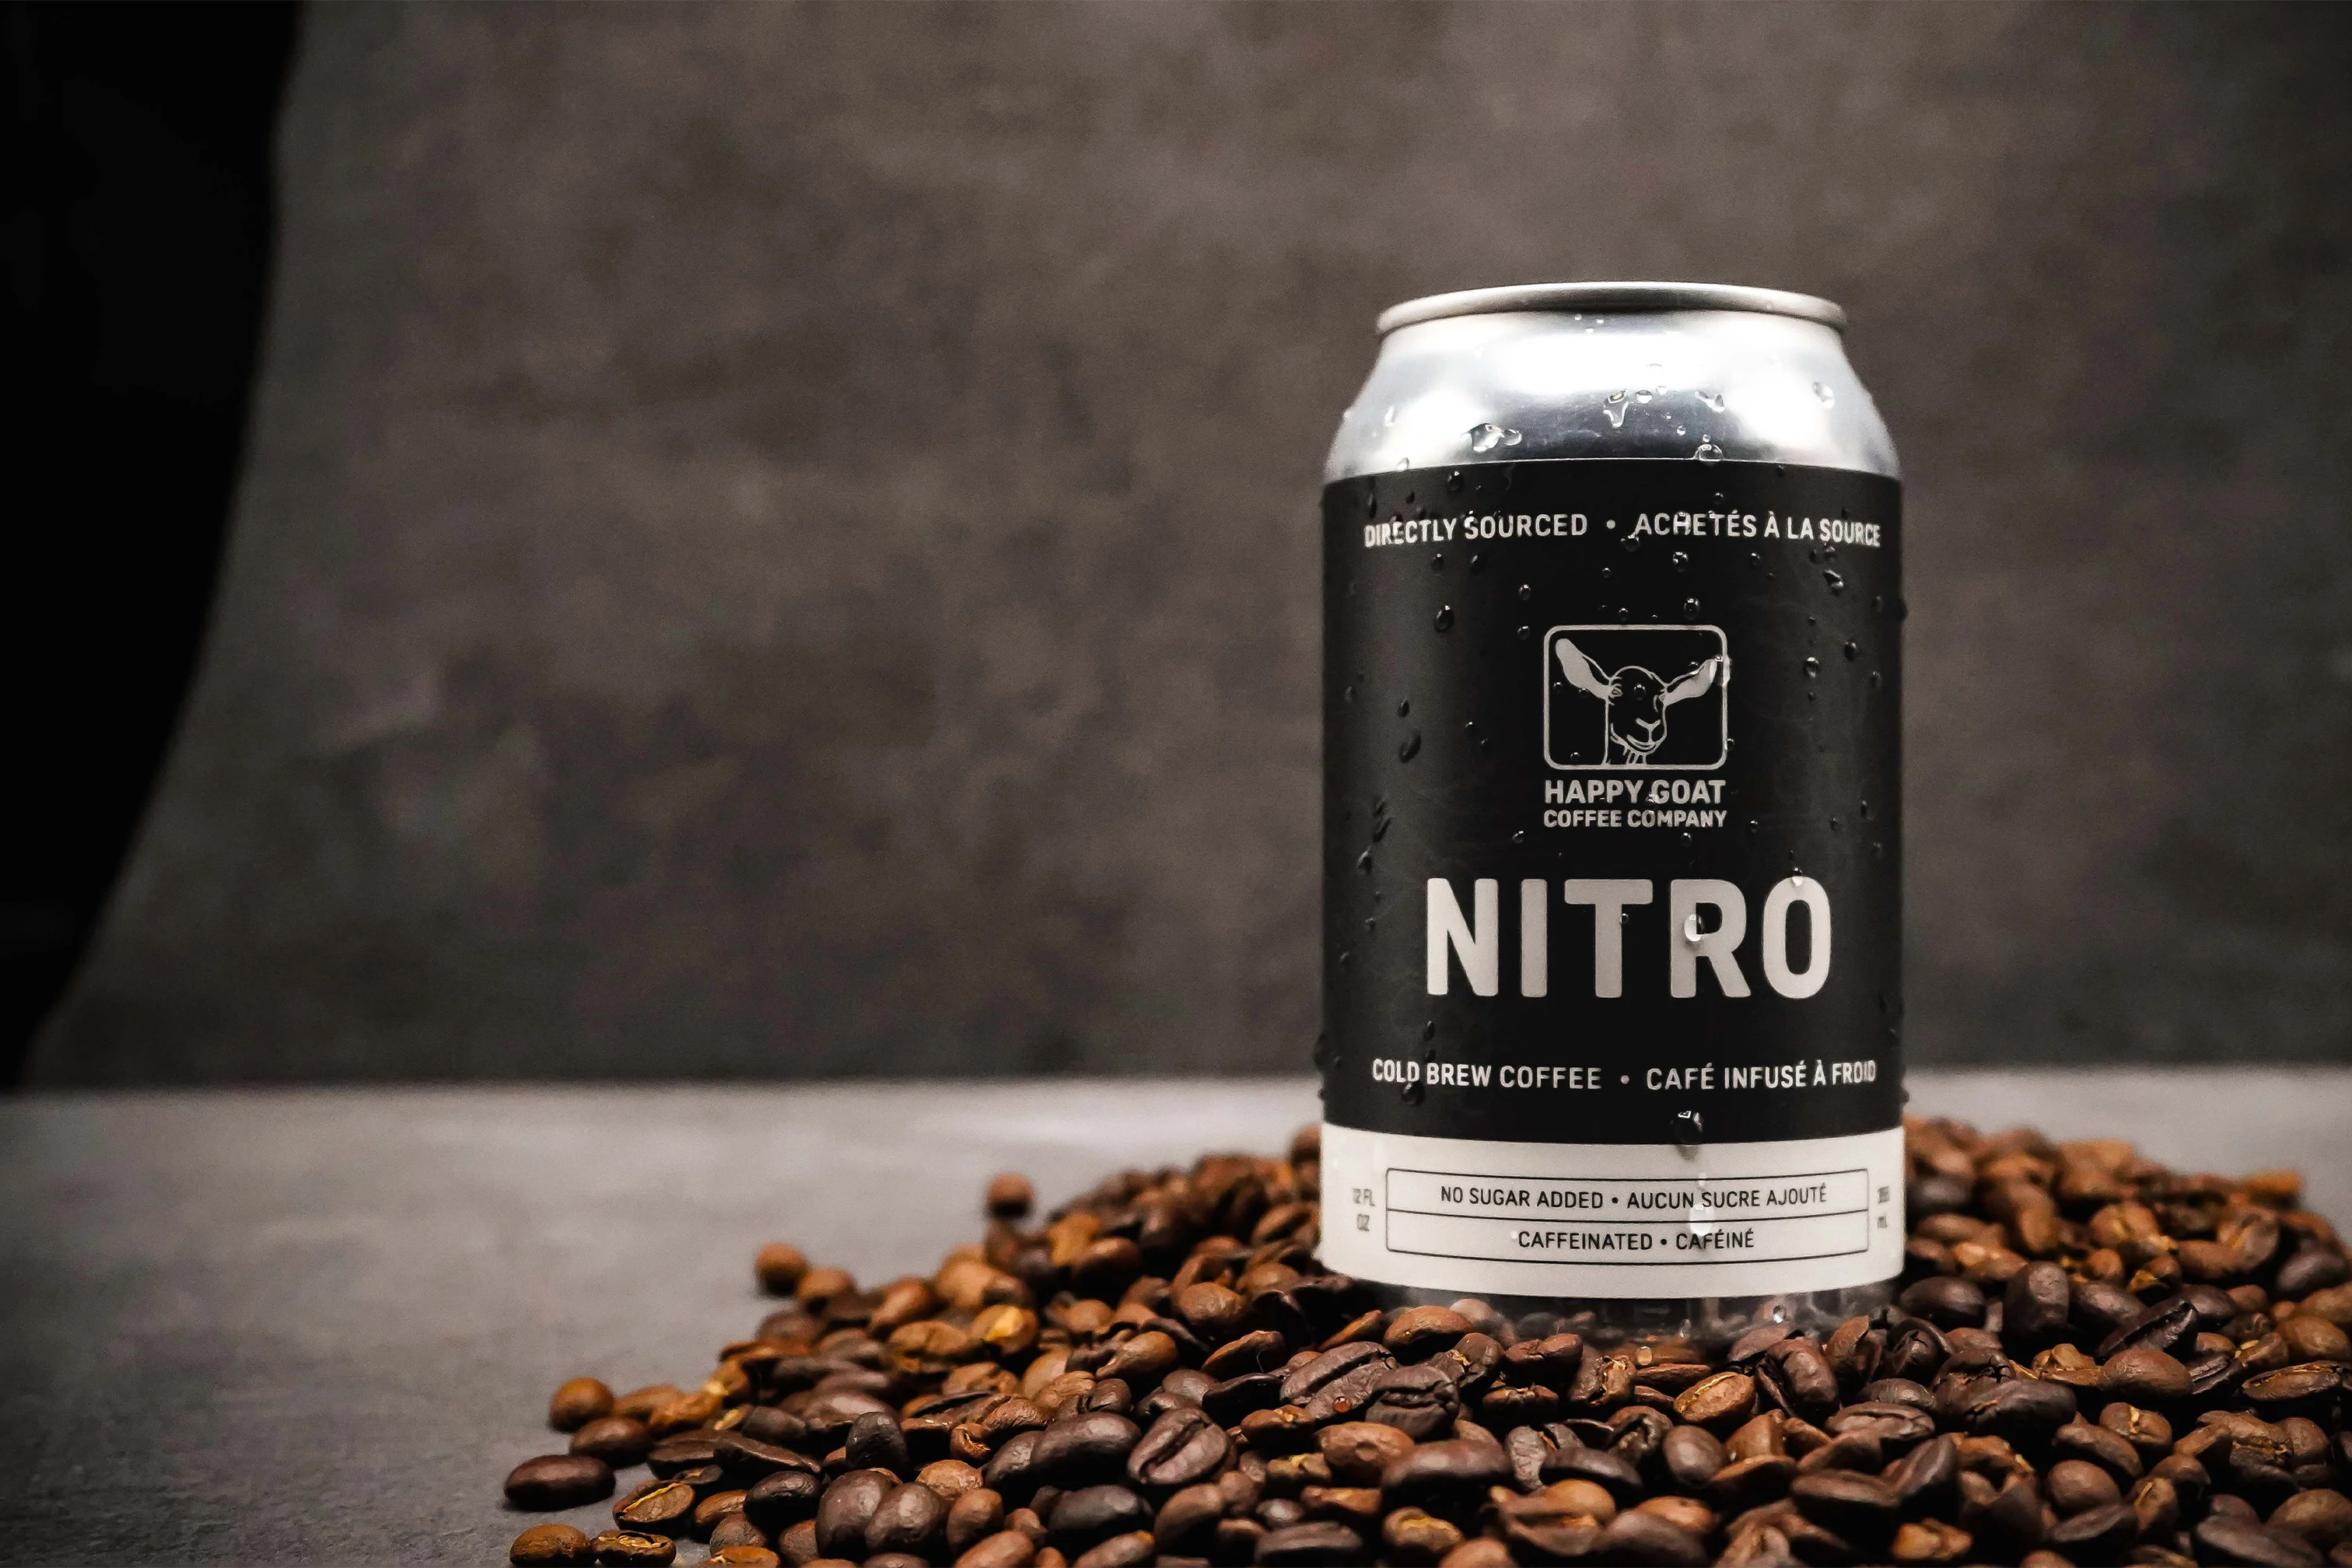 DIRECTLY SOURCED • ACHETÉS À LA SOURCE
HAPPY GOAT
COFFEE COMPANY
NITRO
COLD BREW COFFEE • CAFÉ INFUSÉ À FROID
12 FL
OZ
NO SUGAR ADDED • AUCUN SUCRE AJOUTÉ
CAFFEINATED • CAFÉINÉ
mL